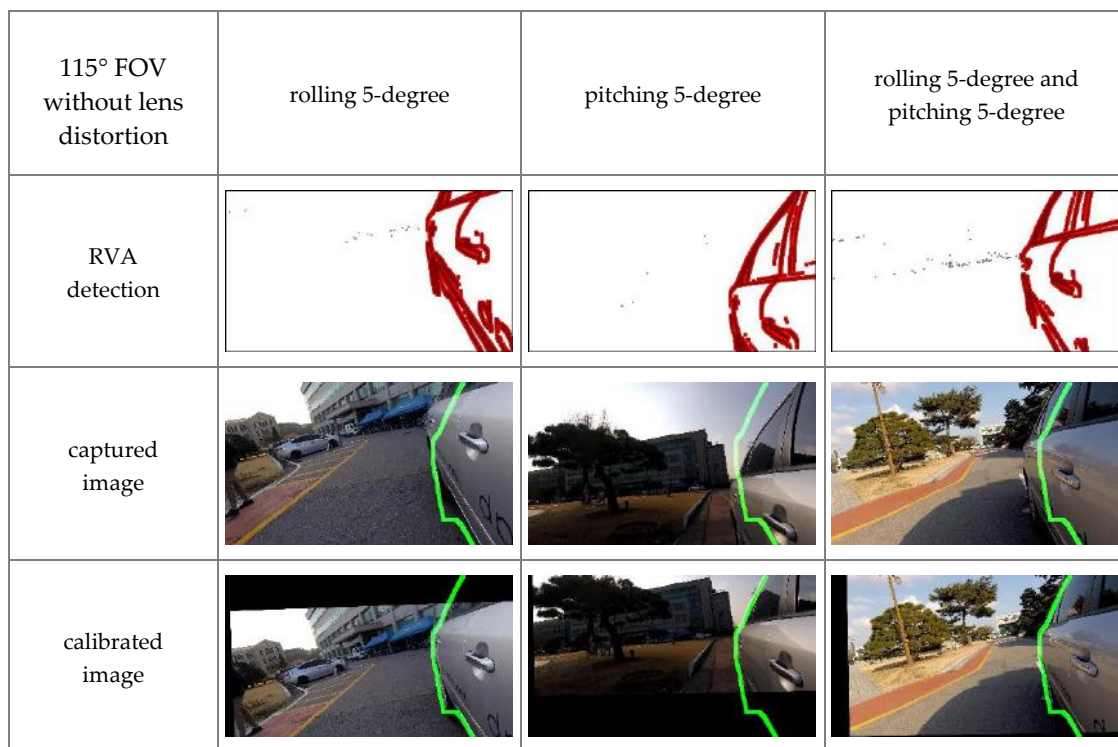 115° FOV
without lens
distortion
rolling 5-degree
pitching 5-degree
rolling 5-degree and
pitching 5-degree
RVA
detection
captured
image
calibrated
image